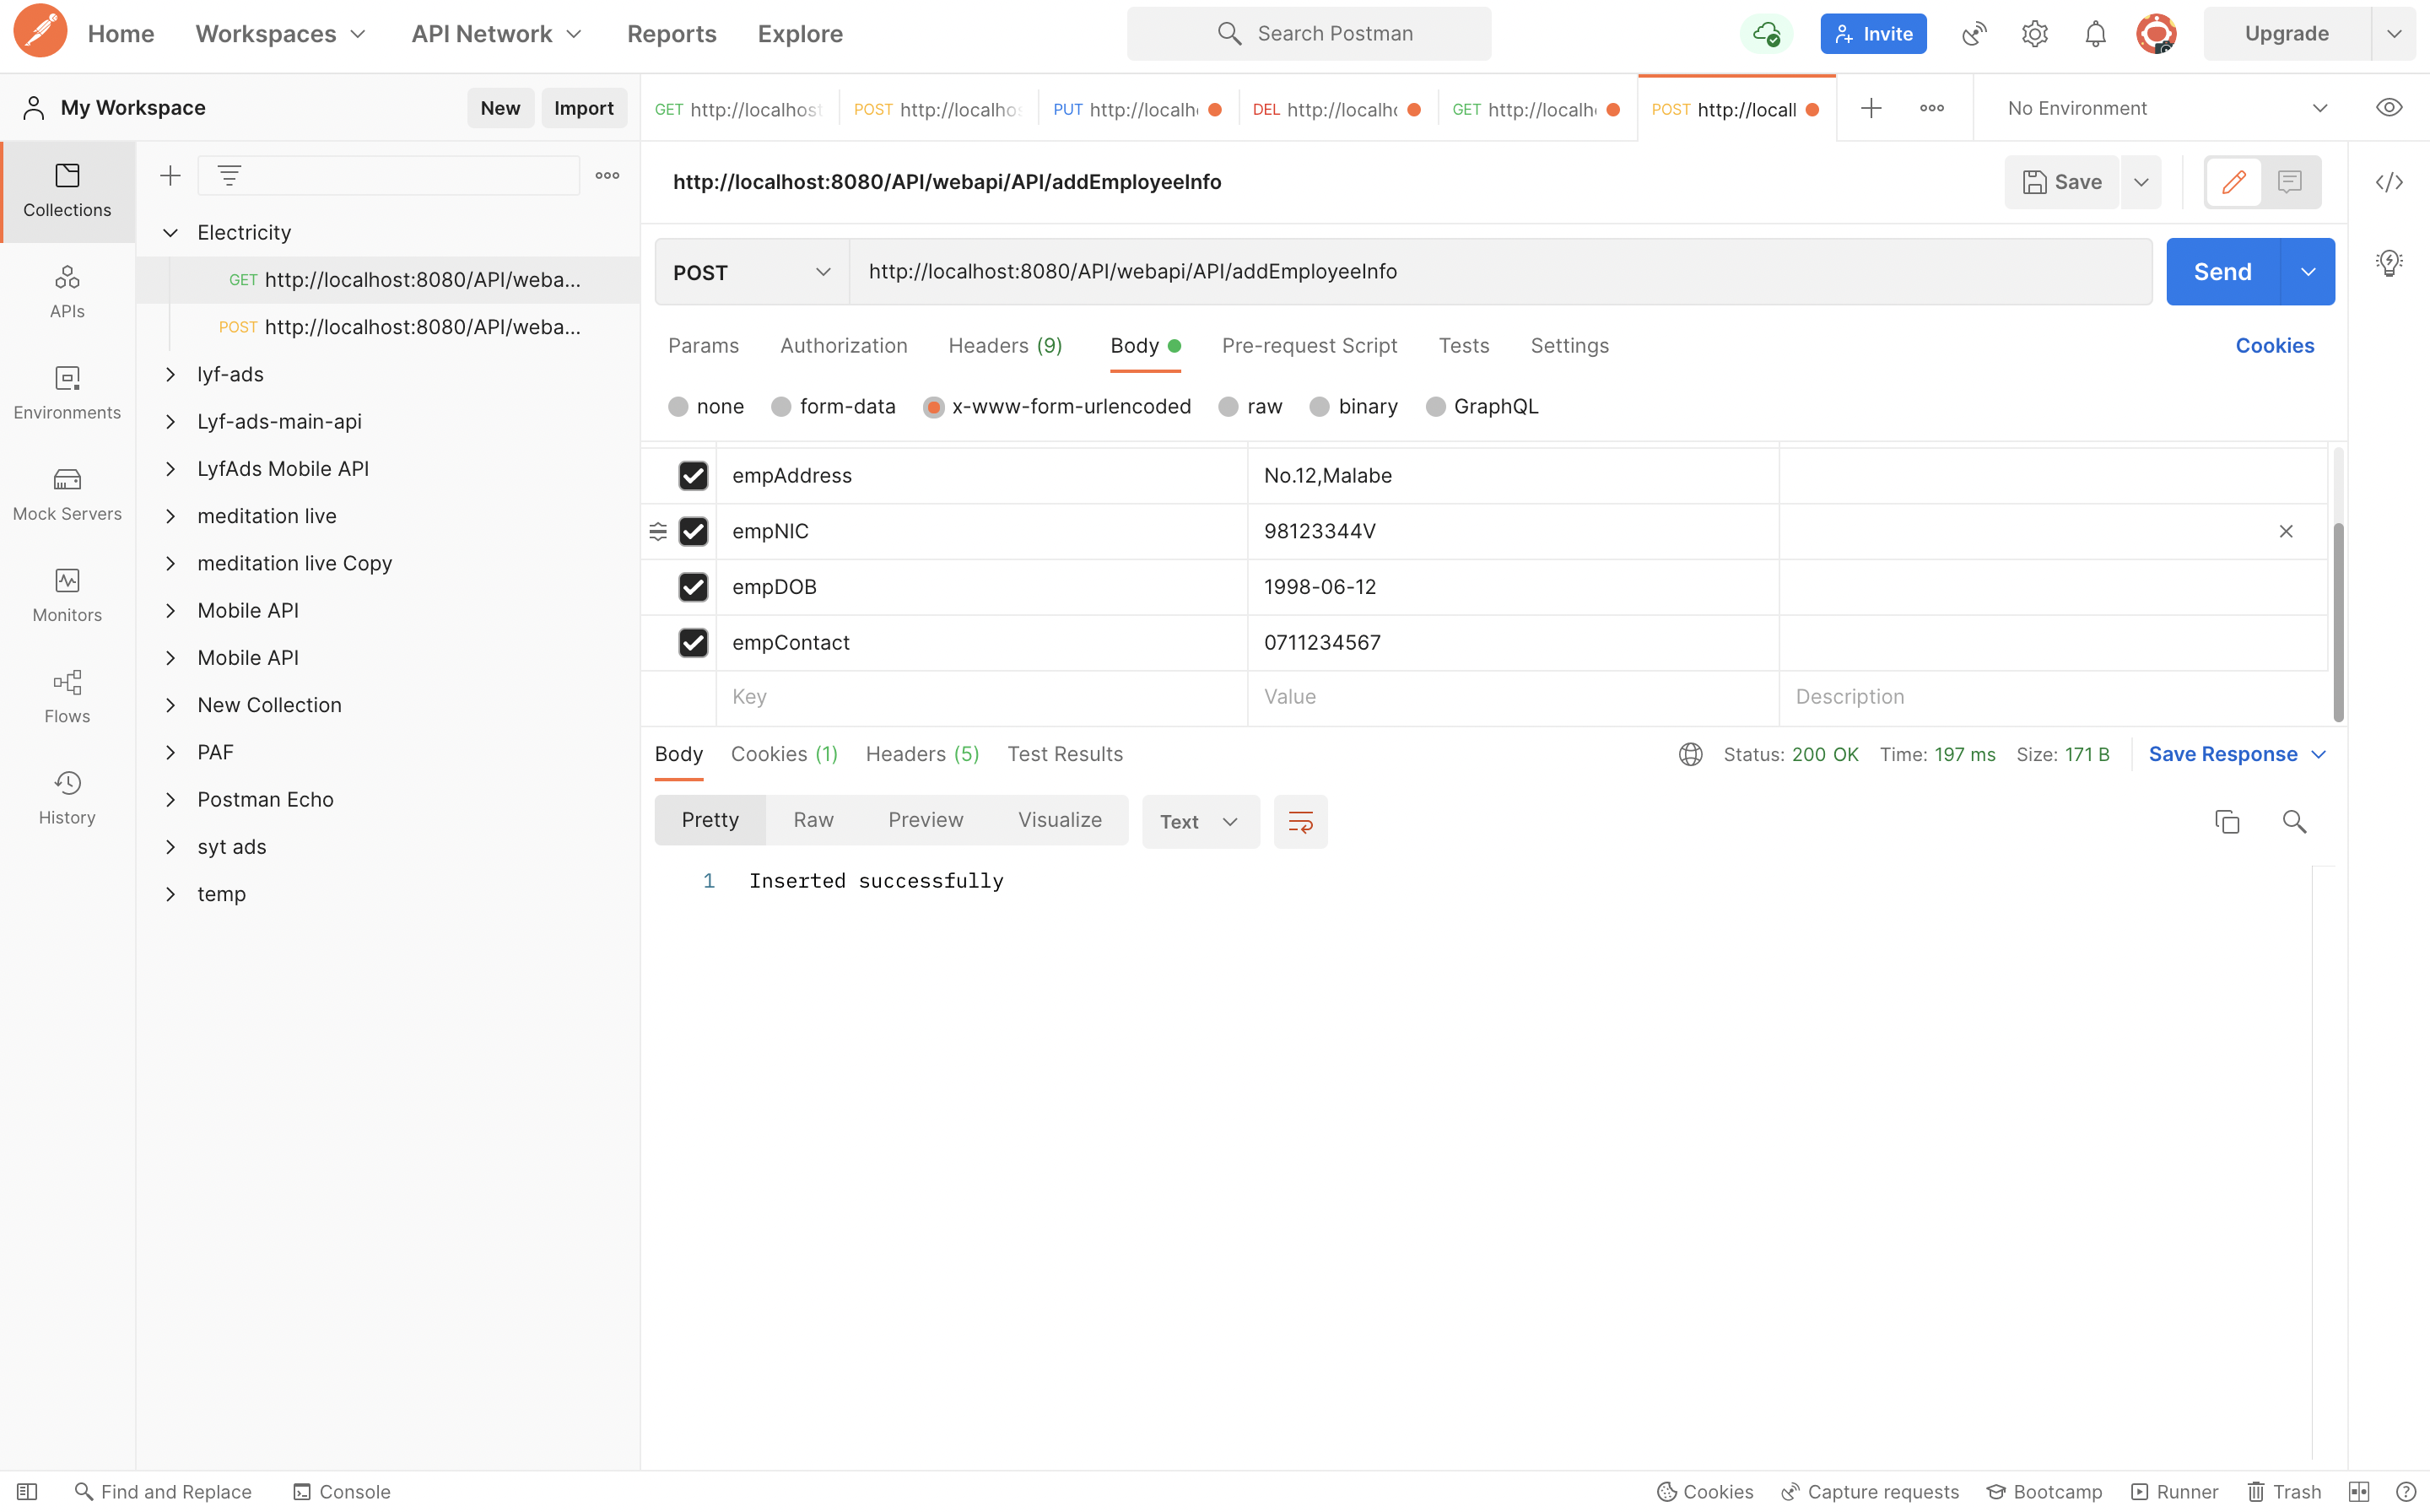 Home Workspaces API Network Reports Explore Search Postman Invite Upgrade
My Workspace New Import
GET http://localhost POST http://localhos PUT http://localh DEL http://localh GET http://localh POST http://locall No Environment
Collections
APIs
Environments
Mock Servers
Monitors
Flows
History
Electricity
GET http://localhost:8080/API/weba...
POST http://localhost:8080/API/weba...
lyf-ads
Lyf-ads-main-api
LyfAds Mobile API
meditation live
meditation live Copy
Mobile API
Mobile API
New Collection
PAF
Postman Echo
syt ads
temp
http://localhost:8080/API/webapi/API/addEmployeeInfo Save
POST http://localhost:8080/API/webapi/API/addEmployeeInfo Send
Params Authorization Headers (9) Body Pre-request Script Tests Settings Cookies
none form-data x-www-form-urlencoded raw binary GraphQL
empAddress No.12,Malabe
empNIC 98123344V
empDOB 1998-06-12
empContact 0711234567
Key Value Description
Body Cookies (1) Headers (5) Test Results Status: 200 OK Time: 197 ms Size: 171 B Save Response
Pretty Raw Preview Visualize Text
1 Inserted successfully
Find and Replace Console Cookies Capture requests Bootcamp Runner Trash